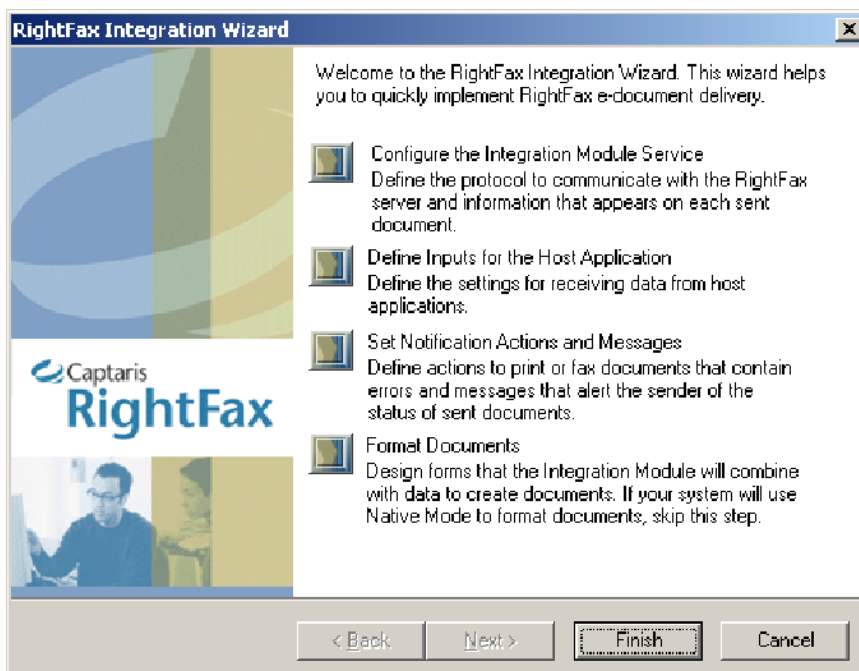 RightFax Integration Wizard
Welcome to the RightFax Integration Wizard. This wizard helps
you to quickly implement RightFax e-document delivery.
Configure the Integration Module Service
Define the protocol to communicate with the RightFax
server and information that appears on each sent
document.
Define Inputs for the Host Application
Define the settings for receiving data from host
applications.
Set Notification Actions and Messages
Define actions to print or fax documents that contain
errors and messages that alert the sender of the
status of sent documents.
Captaris
RightFax
Format Documents
Design forms that the Integration Module will combine
with data to create documents. If your system will use
Native Mode to format documents, skip this step.
< Back
Next >
Finish
Cancel